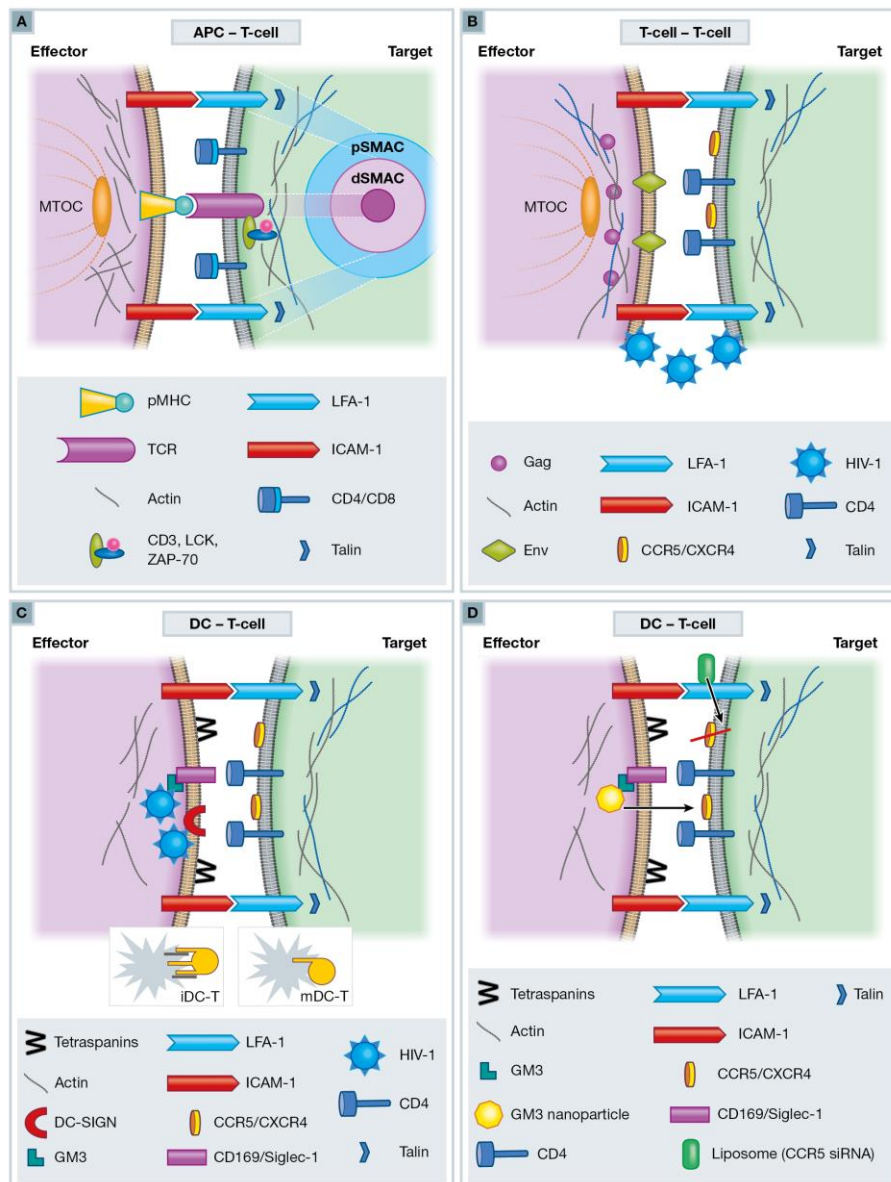 A
APC – T-cell
Effector
Target
MTOC
pSMAC
dSMAC
pMHC
LFA-1
TCR
ICAM-1
Actin
CD4/CD8
CD3, LCK,
ZAP-70
Talin
B
T-cell – T-cell
Effector
Target
MTOC
Gag
LFA-1
HIV-1
Actin
ICAM-1
CD4
Env
CCR5/CXCR4
Talin
C
DC – T-cell
Effector
Target
iDC-T
mDC-T
Tetraspanins
LFA-1
HIV-1
Actin
ICAM-1
CD4
DC-SIGN
CCR5/CXCR4
GM3
CD169/Siglec-1
Talin
D
DC – T-cell
Effector
Target
Tetraspanins
LFA-1
Talin
Actin
ICAM-1
GM3
CCR5/CXCR4
GM3 nanoparticle
CD169/Siglec-1
CD4
Liposome (CCR5 siRNA)